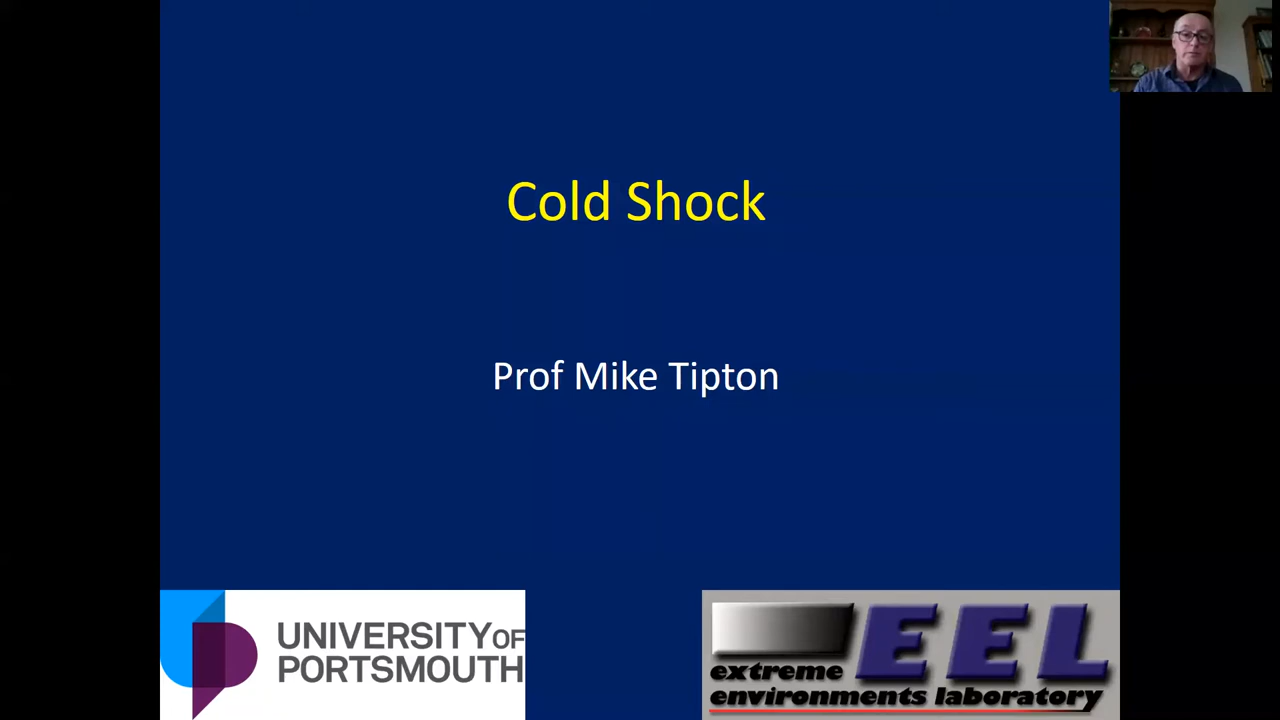 Cold Shock
Prof Mike Tipton
UNIVERSITY OF
PORTSMOUTH
EEL
extreme
environments laboratory